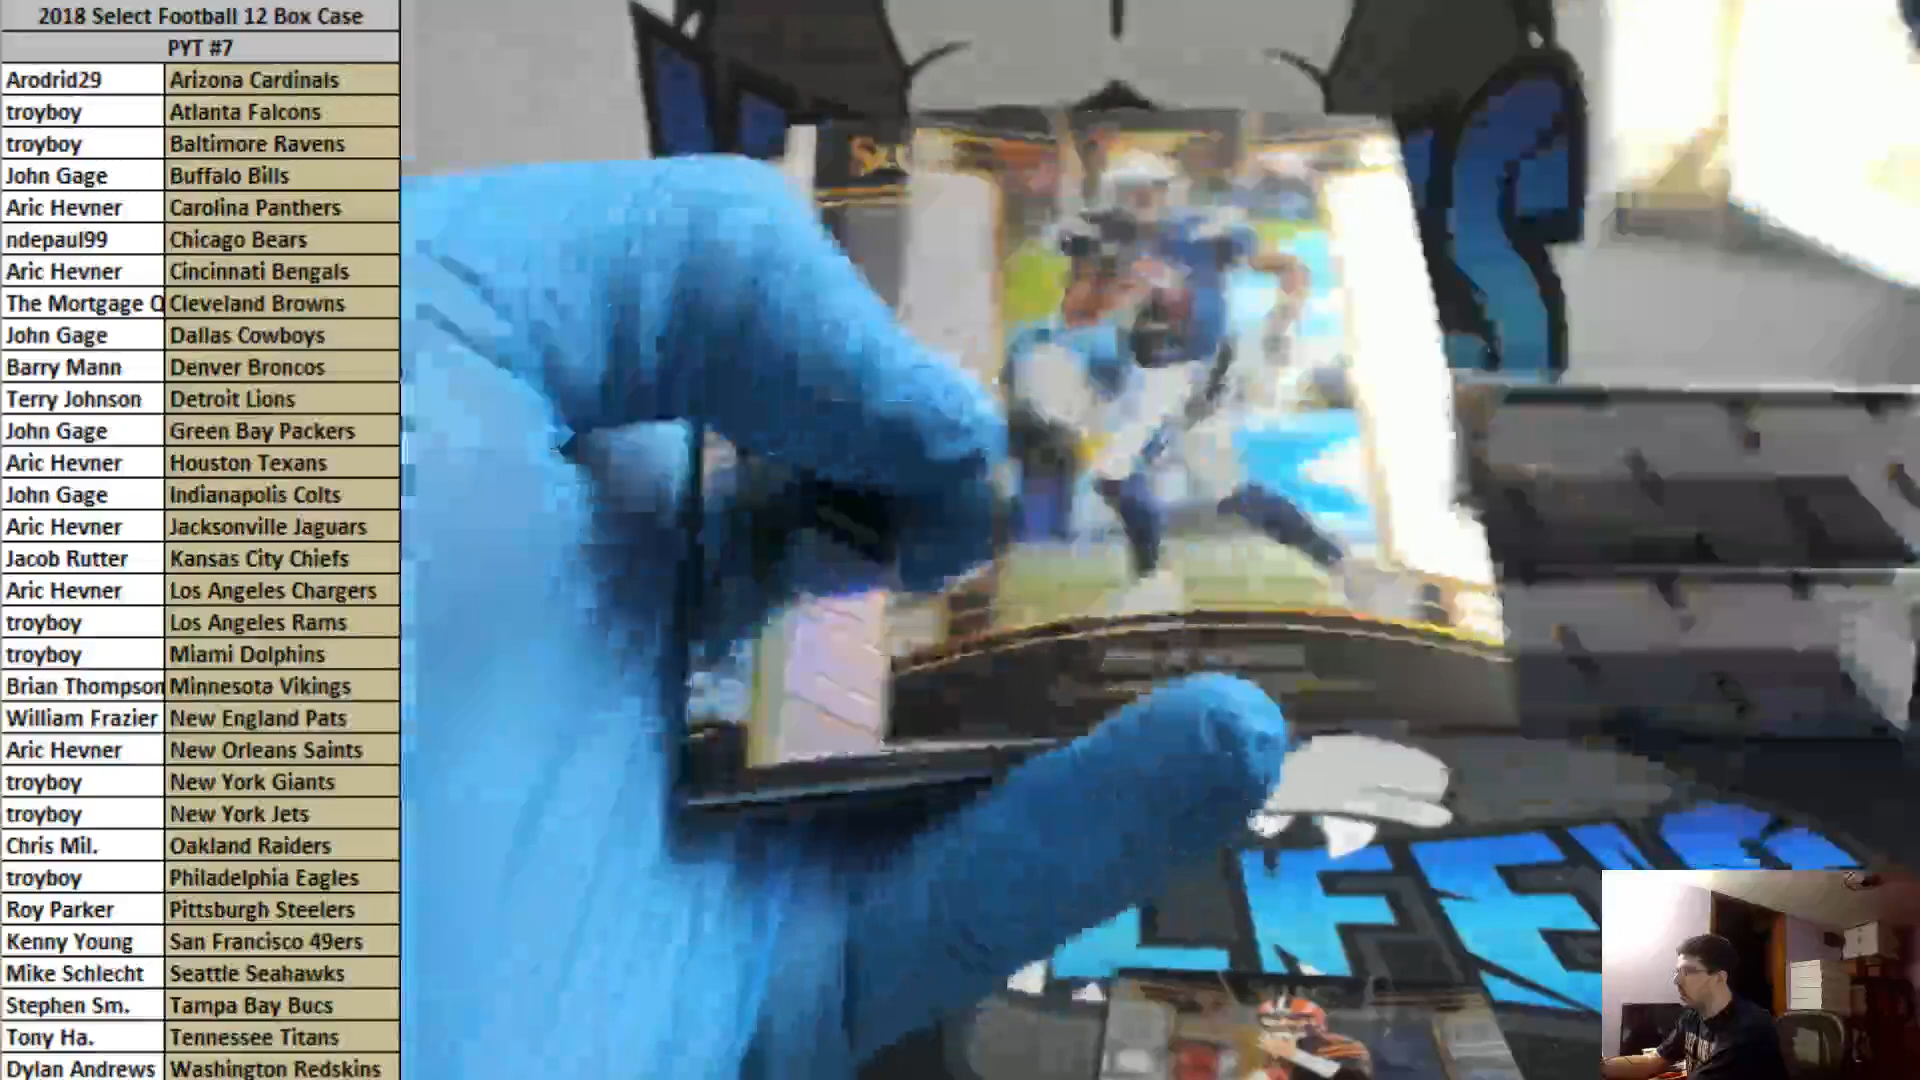 2018 Select Football 12 Box Case
PYT #7
Arodrid29 Arizona Cardinals
troyboy Atlanta Falcons
troyboy Baltimore Ravens
John Gage Buffalo Bills
Aric Hevner Carolina Panthers
ndepaul99 Chicago Bears
Aric Hevner Cincinnati Bengals
The Mortgage Cleveland Browns
John Gage Dallas Cowboys
Barry Mann Denver Broncos
Terry Johnson Detroit Lions
John Gage Green Bay Packers
Aric Hevner Houston Texans
John Gage Indianapolis Colts
Aric Hevner Jacksonville Jaguars
Jacob Rutter Kansas City Chiefs
Aric Hevner Los Angeles Chargers
troyboy Los Angeles Rams
troyboy Miami Dolphins
Brian Thompson Minnesota Vikings
William Frazier New England Pats
Aric Hevner New Orleans Saints
troyboy New York Giants
troyboy New York Jets
Chris Mil. Oakland Raiders
troyboy Philadelphia Eagles
Roy Parker Pittsburgh Steelers
Kenny Young San Francisco 49ers
Mike Schlecht Seattle Seahawks
Stephen Sm. Tampa Bay Bucs
Tony Ha. Tennessee Titans
Dylan Andrews Washington Redskins